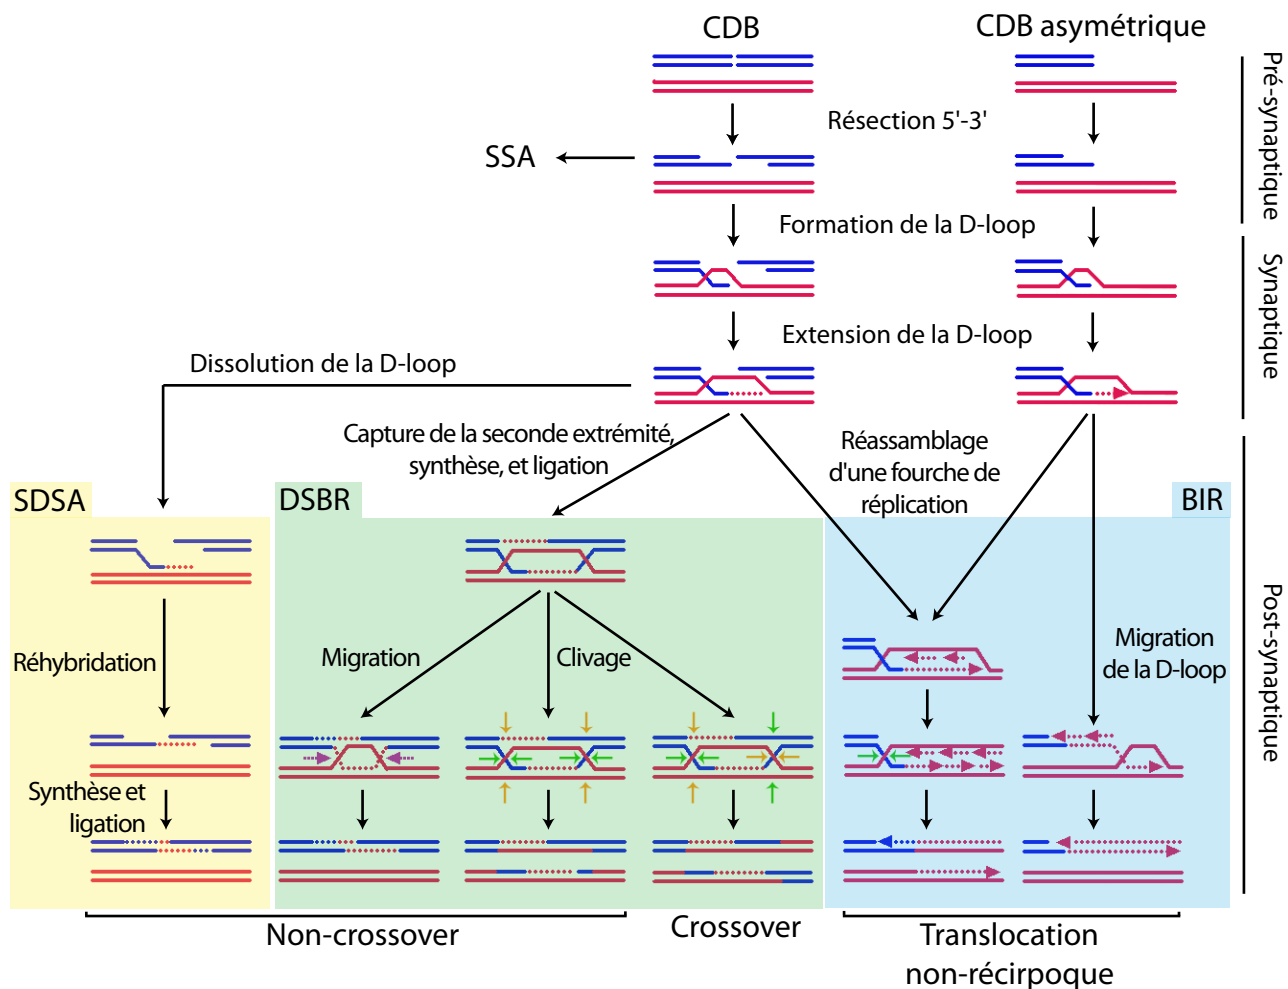 CDB
CDB asymétrique
Pré-synaptique
Résection 5'-3'
SSA
Formation de la D-loop
Synaptique
Extension de la D-loop
Dissolution de la D-loop
Capture de la seconde extrémité,
synthèse, et ligation
Réassamblage
d'une fourche de
réplication
Post-synaptique
SDSA
DSBR
BIR
Réhybridation
Migration
Clivage
Migration
de la D-loop
Synthèse et
ligation
Non-crossover
Crossover
Translocation
non-récirpoque